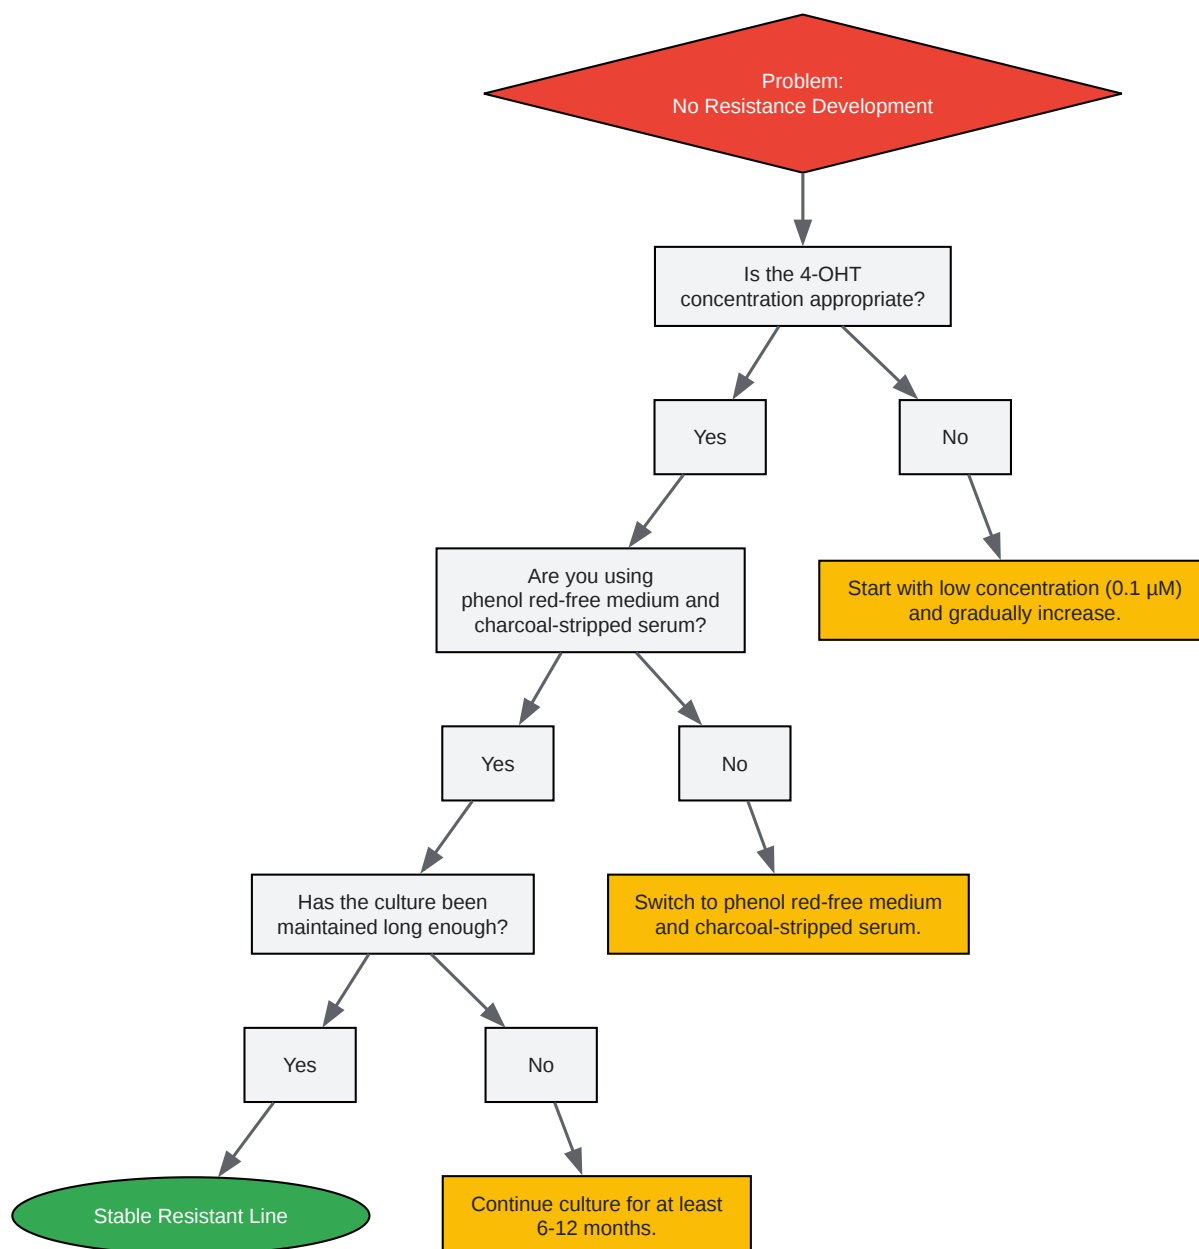 Problem:
No Resistance Development
Is the 4-OHT
concentration appropriate?
Yes
No
Are you using
phenol red-free medium and
charcoal-stripped serum?
Start with low concentration (0.1 µM)
and gradually increase.
Yes
No
Has the culture been
maintained long enough?
Switch to phenol red-free medium
and charcoal-stripped serum.
Yes
No
Stable Resistant Line
Continue culture for at least
6-12 months.